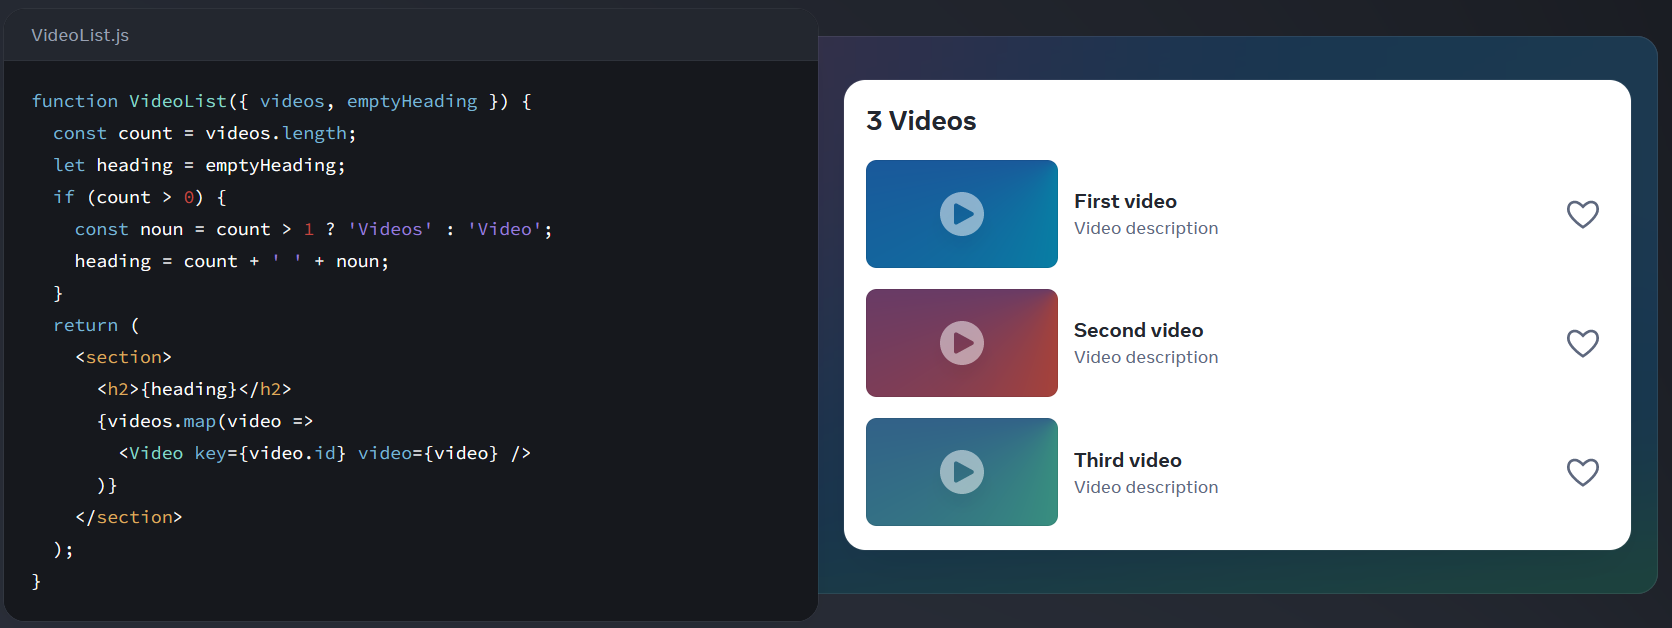 VideoList.js
function VideoList({ videos, emptyHeading }) {
  const count = videos.length;
  let heading = emptyHeading;
  if (count > 0) {
    const noun = count > 1 ? 'Videos' : 'Video';
    heading = count + ' ' + noun;
  }
  return (
    <section>
      <h2>{heading}</h2>
      {videos.map(video =>
        <Video key={video.id} video={video} />
      )}
    </section>
  );
}
3 Videos
First video
Video description
Second video
Video description
Third video
Video description